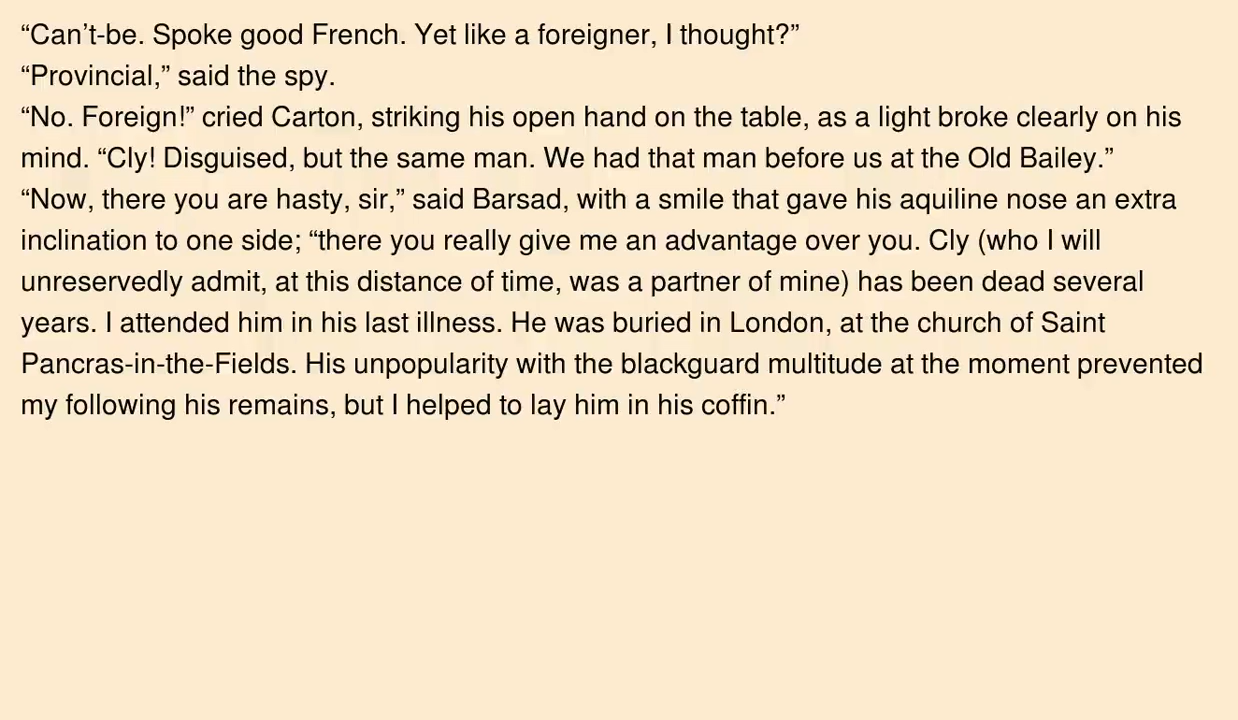 “Can’t-be. Spoke good French. Yet like a foreigner, I thought?”
“Provincial,” said the spy.
“No. Foreign!” cried Carton, striking his open hand on the table, as a light broke clearly on his
mind. “Cly! Disguised, but the same man. We had that man before us at the Old Bailey.”
“Now, there you are hasty, sir,” said Barsad, with a smile that gave his aquiline nose an extra
inclination to one side; “there you really give me an advantage over you. Cly (who I will
unreservedly admit, at this distance of time, was a partner of mine) has been dead several
years. I attended him in his last illness. He was buried in London, at the church of Saint
Pancras-in-the-Fields. His unpopularity with the blackguard multitude at the moment prevented
my following his remains, but I helped to lay him in his coffin.”